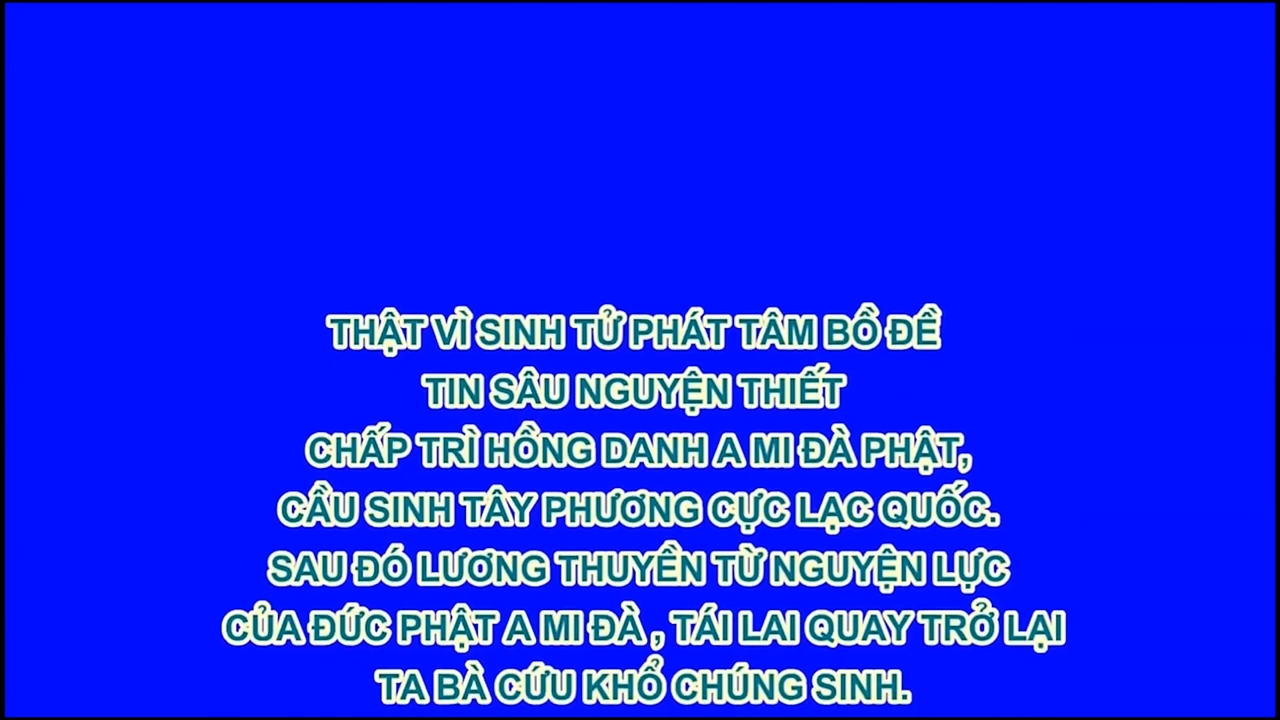 THẬT VÌ SINH TỬ PHÁT TÂM BỒ ĐỀ
TIN SÂU NGUYỆN THIẾT
CHẤP TRÌ HỒNG DANH A MI ĐÀ PHẬT,
CẦU SINH TÂY PHƯƠNG CỰC LẠC QUỐC.
SAU ĐÓ LƯƠNG THUYỀN TỪ NGUYỆN LỰC
CỦA ĐỨC PHẬT A MI ĐÀ , TÁI LAI QUAY TRỞ LẠI
TA BÀ CỨU KHỔ CHÚNG SINH.